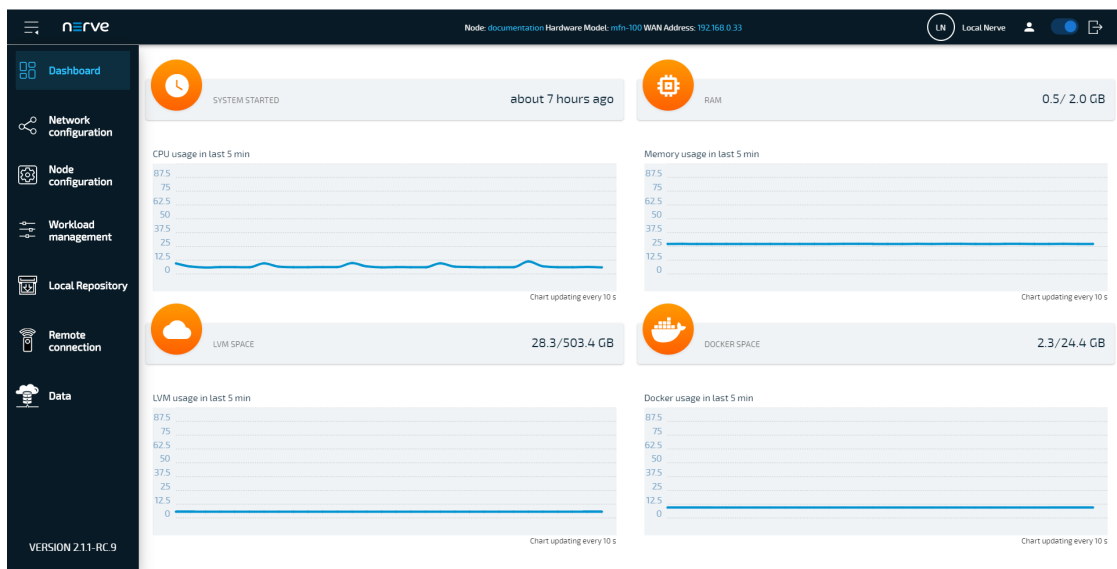 nerve
Node: documentation Hardware Model: mfn-100 WAN Address: 192.168.0.33
LN Local Nerve
Dashboard
Network
configuration
Node
configuration
Workload
management
Local Repository
Remote
connection
Data
VERSION 2.1.1-RC.9
SYSTEM STARTED about 7 hours ago
RAM 0.5/ 2.0 GB
CPU usage in last 5 min
87.5
75
62.5
50
37.5
25
12.5
0
Chart updating every 10 s
Memory usage in last 5 min
87.5
75
62.5
50
37.5
25
12.5
0
Chart updating every 10 s
LVM SPACE 28.3/503.4 GB
DOCKER SPACE 2.3/24.4 GB
LVM usage in last 5 min
87.5
75
62.5
50
37.5
25
12.5
0
Chart updating every 10 s
Docker usage in last 5 min
87.5
75
62.5
50
37.5
25
12.5
0
Chart updating every 10 s